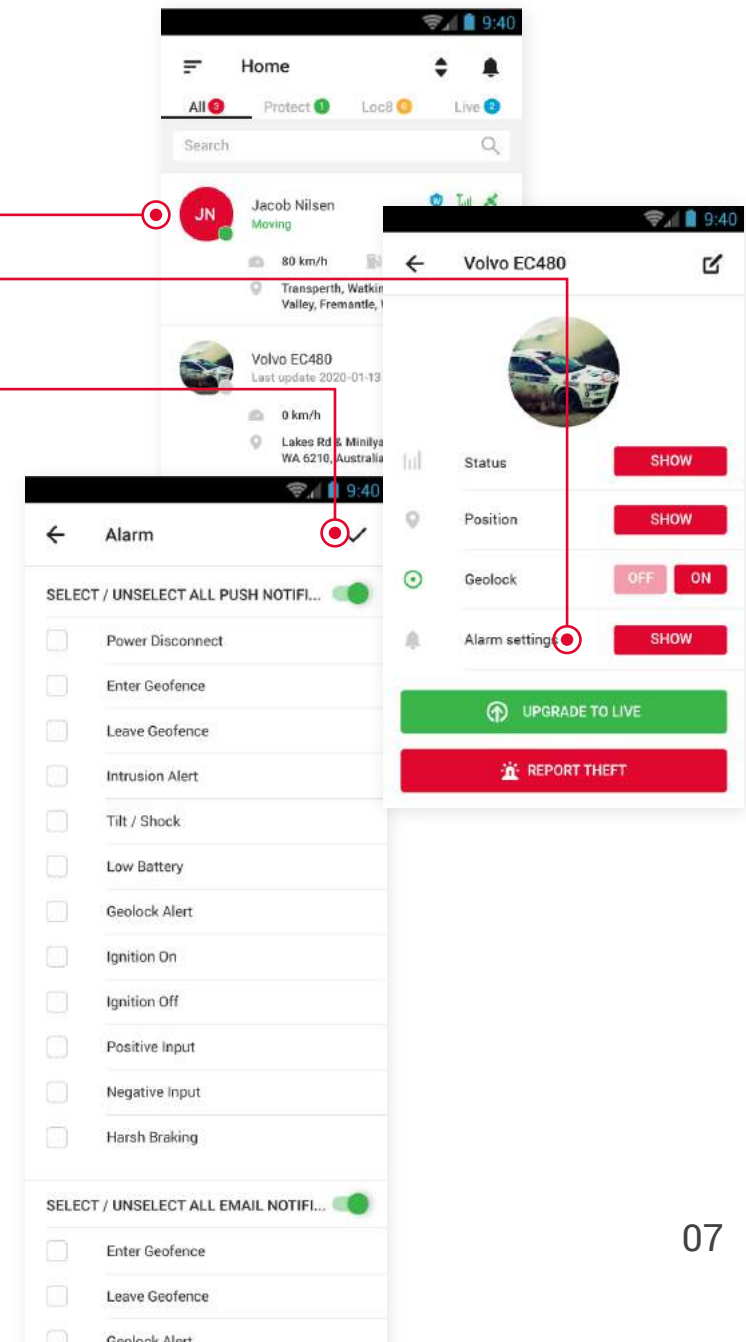 9:40
Home
All 3 Protect 1 Loc8 0 Live 2
Search
JN
Jacob Nilsen
Moving
80 km/h
Transperth,
Valley, Fremantle,
Volvo EC480
Last update 2020-01-13
0 km/h
Lakes Rd &
WA 6210, Australia
9:40
Volvo EC480
Status SHOW
Position SHOW
Geolock OFF ON
Alarm settings SHOW
UPGRADE TO LIVE
REPORT THEFT
9:40
Alarm
SELECT / UNSELECT ALL PUSH NOTIFI...
Power Disconnect
Enter Geofence
Leave Geofence
Intrusion Alert
Tilt / Shock
Low Battery
Geolock Alert
Ignition On
Ignition Off
Positive Input
Negative Input
Harsh Braking
SELECT / UNSELECT ALL EMAIL NOTIFI...
Enter Geofence
Leave Geofence
Geolock Alert
07